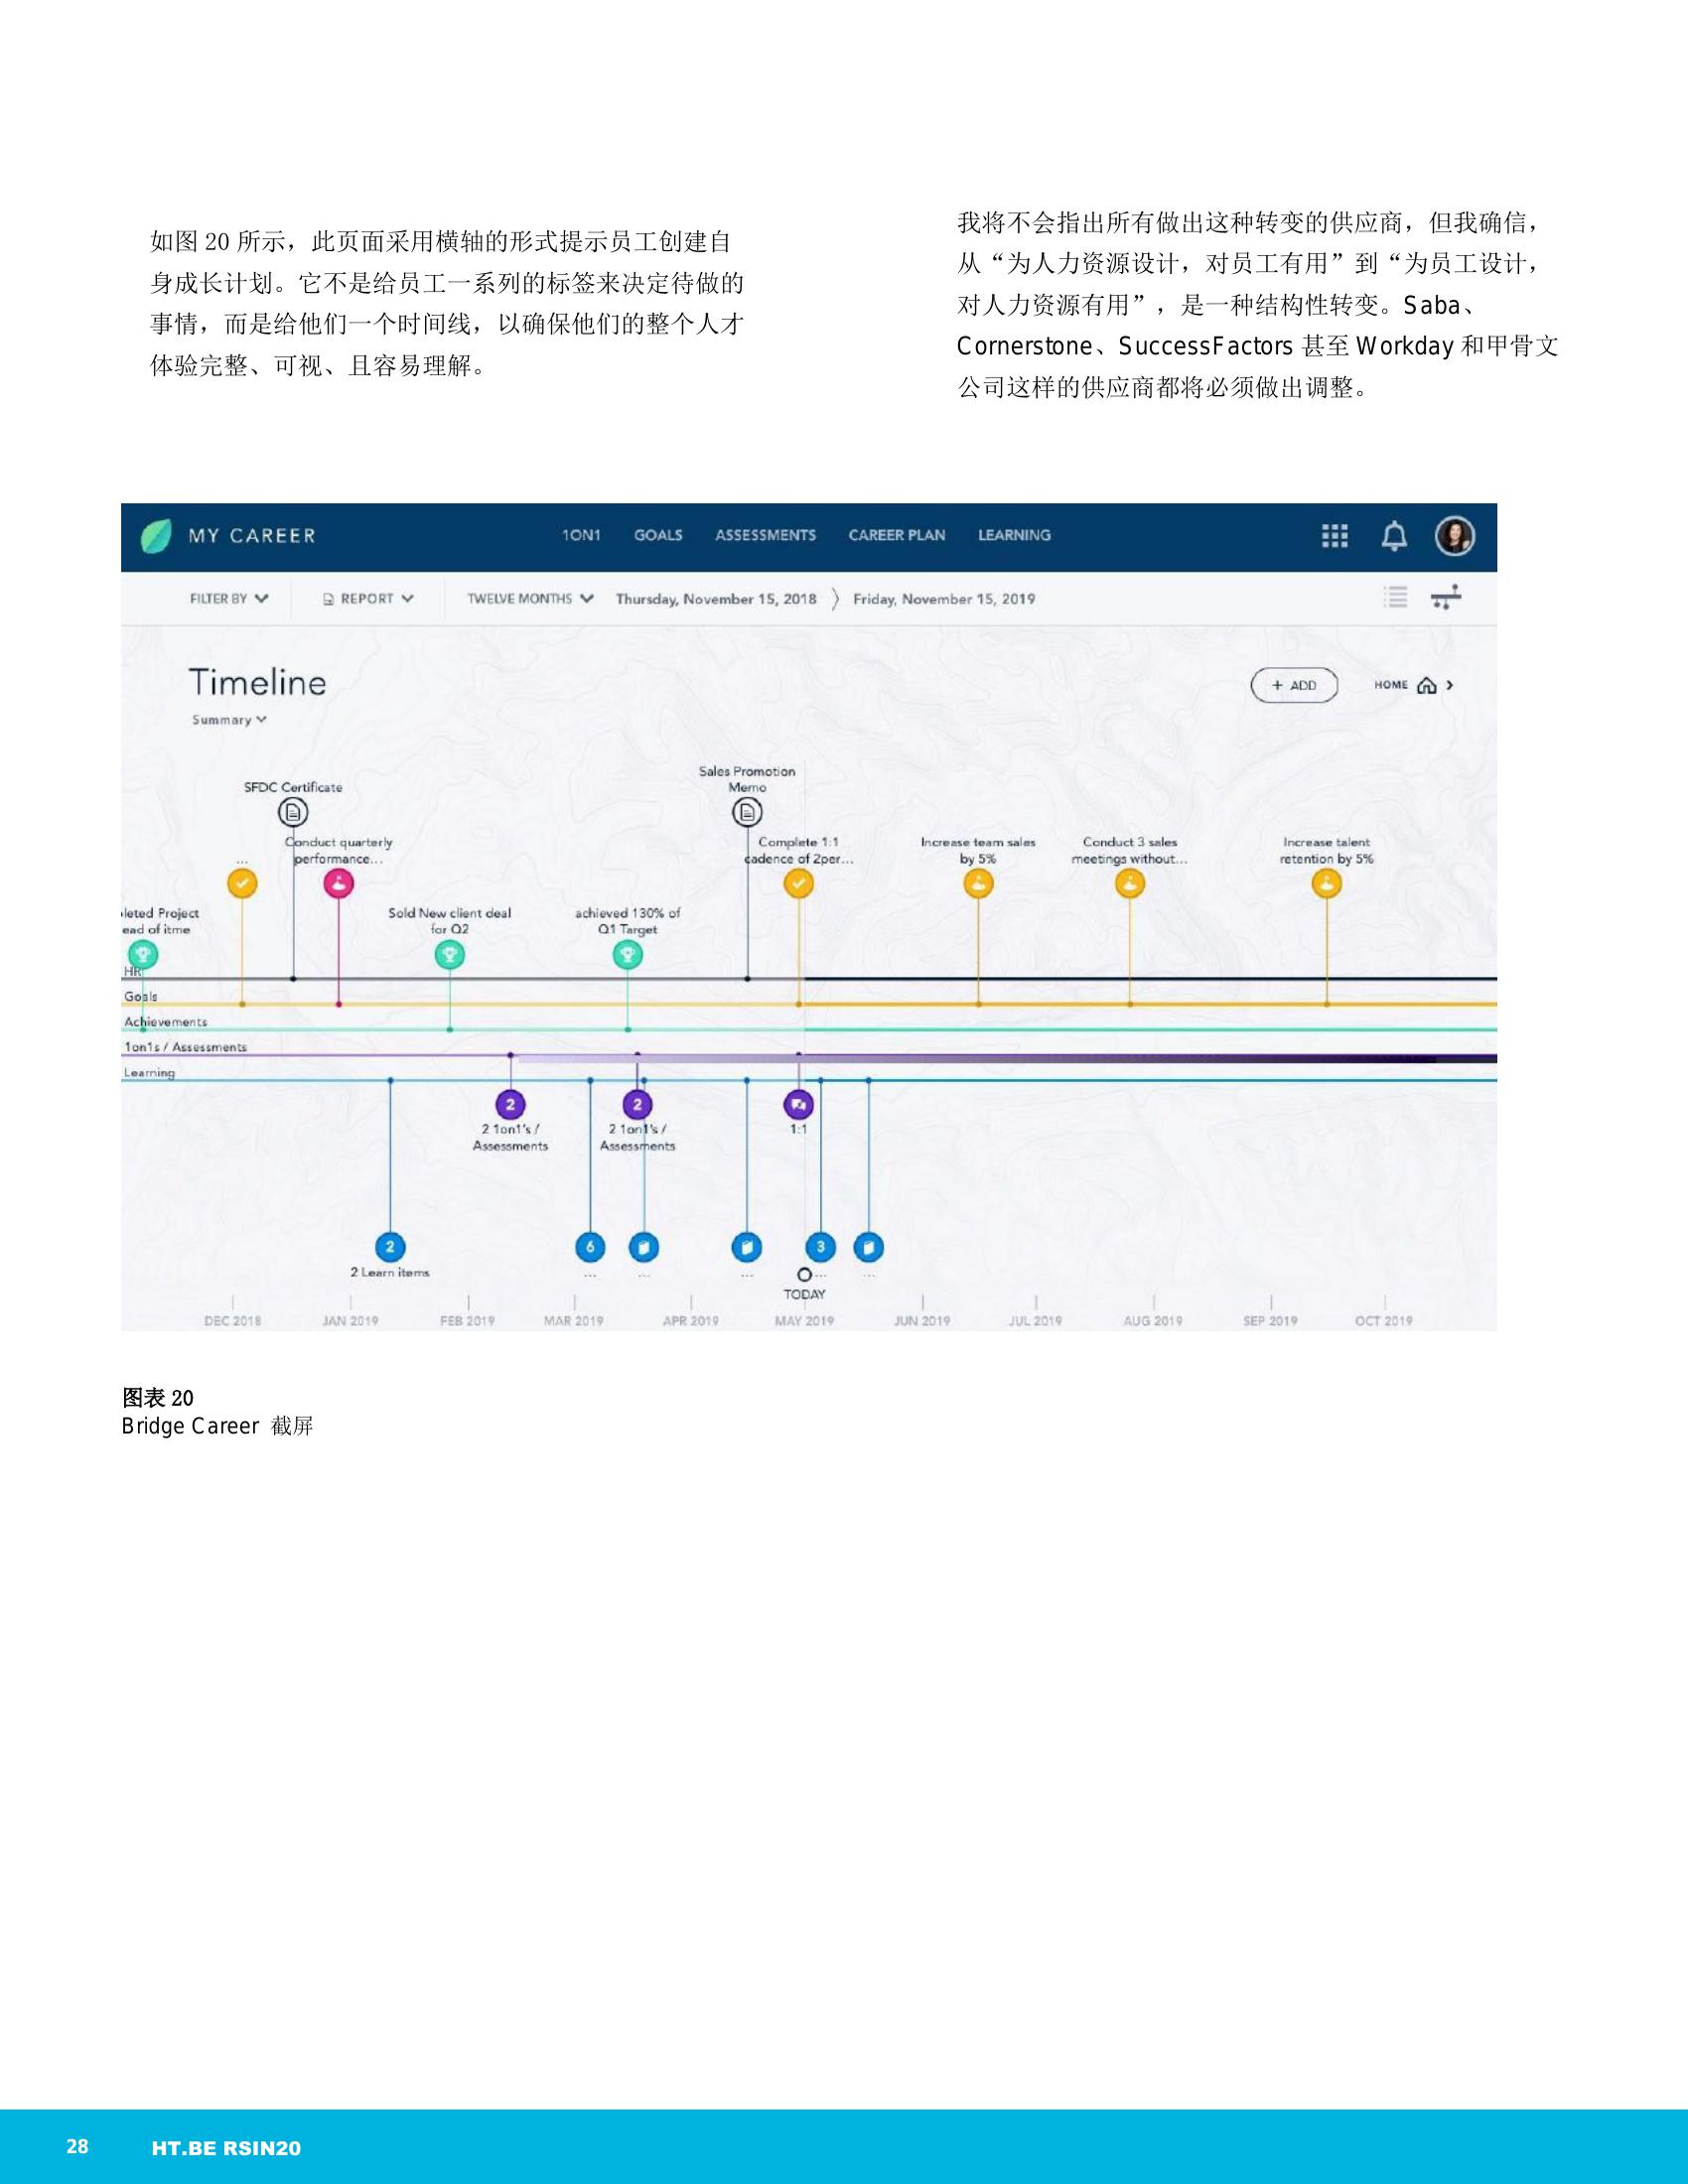 如图 20 所示，此页面采用横轴的形式提示员工创建自
身成长计划。它不是给员工一系列的标签来决定待做的
事情，而是给他们一个时间线，以确保他们的整个人才
体验完整、可视、且容易理解。
我将不会指出所有做出这种转变的供应商，但我确信，
从“为人力资源设计，对员工有用”到“为员工设计，
对人力资源有用”，是一种结构性转变。Saba、
Cornerstone、SuccessFactors 甚至 Workday 和甲骨文
公司这样的供应商都将必须做出调整。
MY CAREER 1ON1 GOALS ASSESSMENTS CAREER PLAN LEARNING
FILTER BY REPORT TWELVE MONTHS Thursday, November 15, 2018 Friday, November 15, 2019
Timeline
+ ADD HOME
Summary
Sales Promotion
Memo
SFDC Certificate
...
Conduct quarterly
performance...
Complete 1:1
cadence of 2per...
Increase team sales
by 5%
Conduct 3 sales
meetings without...
Increase talent
retention by 5%
leted Project
ead of itme
Sold New client deal
for Q2
achieved 130% of
Q1 Target
HR
Goals
Achievements
1on1s / Assessments
Learning
2
2 1on1's /
Assessments
2
2 1on1's /
Assessments
1:1
2
2 Learn items
6
...
...
...
3
...
...
TODAY
DEC 2018 JAN 2019 FEB 2019 MAR 2019 APR 2019 MAY 2019 JUN 2019 JUL 2019 AUG 2019 SEP 2019 OCT 2019
图表 20
Bridge Career 截屏
28 HT.BE RSIN20